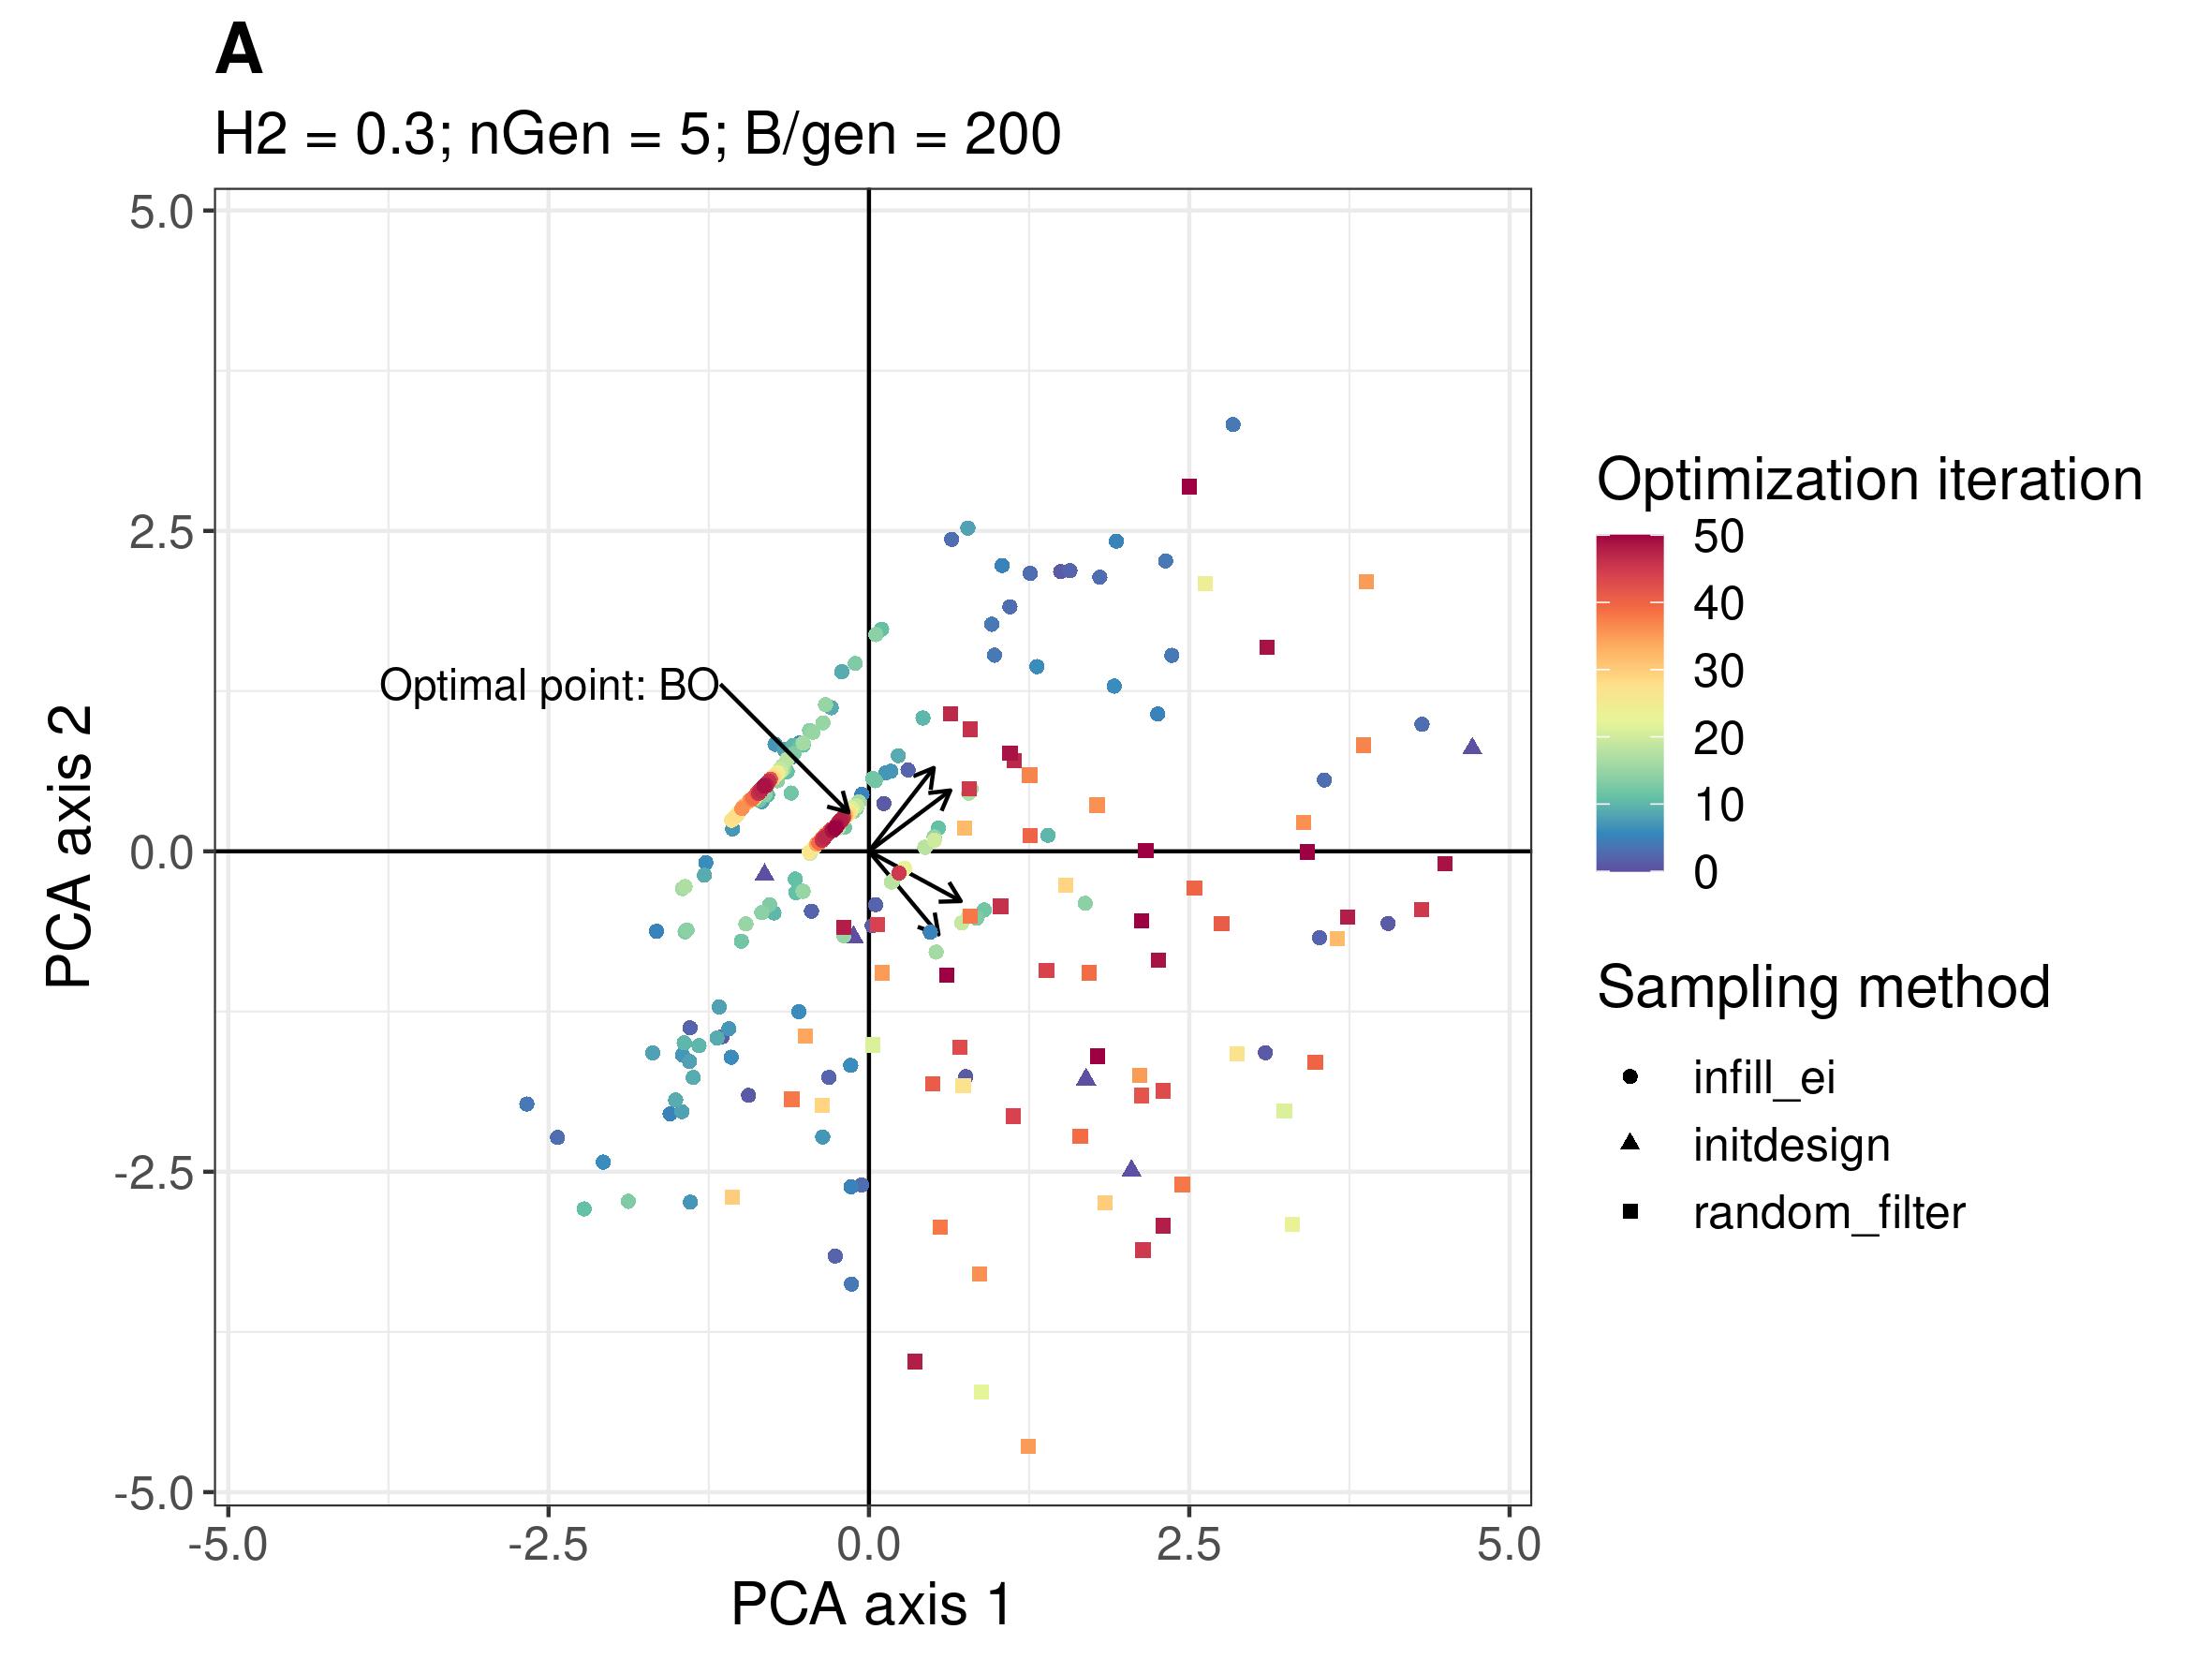 A
H2 = 0.3; nGen = 5; B/gen = 200
5.0
2.5
0.0
-2.5
-5.0
PCA axis 2
Optimal point: BO
-5.0
-2.5
0.0
2.5
5.0
PCA axis 1
Optimization iteration
50
40
30
20
10
0
Sampling method
infill_ei
initdesign
random_filter